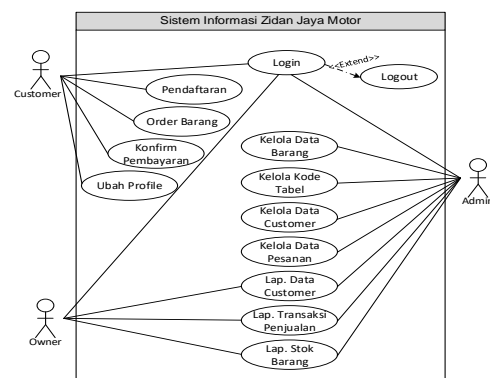 Sistem Informasi Zidan Jaya Motor
Login
<<Extend>>
Logout
Customer
Pendaftaran
Order Barang
Konfirm
Pembayaran
Ubah Profile
Kelola Data
Barang
Kelola Kode
Tabel
Kelola Data
Customer
Kelola Data
Pesanan
Lap. Data
Customer
Lap. Transaksi
Penjualan
Lap. Stok
Barang
Admin
Owner